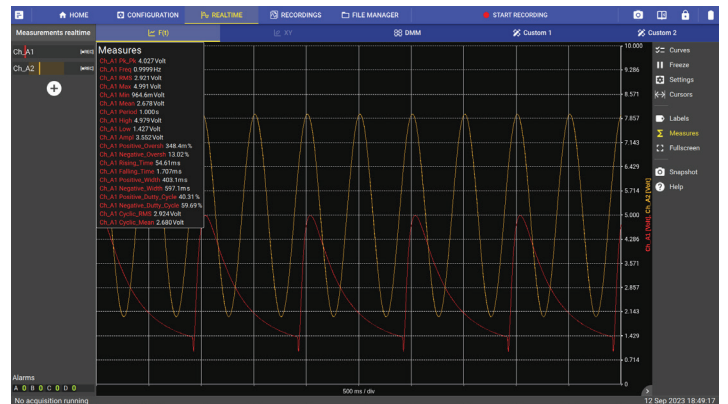 HOME CONFIGURATION REALTIME RECORDINGS FILE MANAGER START RECORDING
Measurements realtime F(t) XY DMM Custom 1 Custom 2
Ch_A1
Ch_A2
Measures
Ch_A1 Pk_Pk 4.027Volt
Ch_A1 Freq 0.9999Hz
Ch_A1 RMS 2.921Volt
Ch_A1 Max 4.991Volt
Ch_A1 Min 964.6mVolt
Ch_A1 Mean 2.678Volt
Ch_A1 Period 1.000s
Ch_A1 High 4.979Volt
Ch_A1 Low 1.427Volt
Ch_A1 Ampl 3.552Volt
Ch_A1 Positive_Oversh 348.4m%
Ch_A1 Negative_Oversh 13.02%
Ch_A1 Rising_Time 54.61ms
Ch_A1 Falling_Time 1.707ms
Ch_A1 Positive_Width 403.1ms
Ch_A1 Negative_Width 597.1ms
Ch_A1 Positive_Dutty_Cycle 40.31%
Ch_A1 Negative_Dutty_Cycle 59.69%
Ch_A1 Cyclic_RMS 2.924Volt
Ch_A1 Cyclic_Mean 2.680Volt
10.000
9.286
8.571
7.857
7.143
6.429
5.714
5.000
4.286
3.571
2.857
2.143
1.429
0.714
0
Ch_A1 [Volt] Ch_A2 [Volt]
Curves
Freeze
Settings
Cursors
Labels
Measures
Fullscreen
Snapshot
Help
500 ms / div
Alarms
A 0 B 0 C 0 D 0
No acquisition running
12 Sep 2023 18:49:17